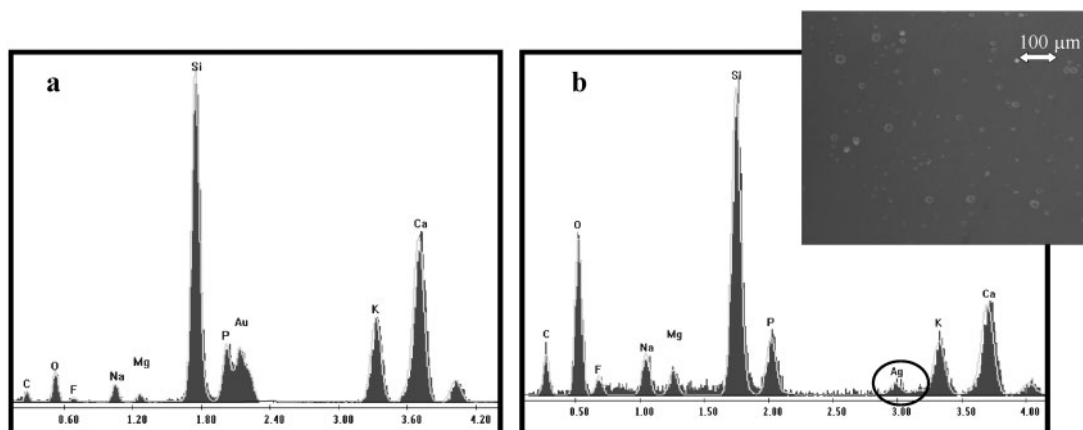 100 µm
a
b
Si
Ca
K
P
Au
O
Na
Mg
C
F
0.60 1.20 1.80 2.40 3.00 3.60 4.20
Si
O
Ca
P
K
C
Na
Mg
F
Ag
0.50 1.00 1.50 2.00 2.50 3.00 3.50 4.00